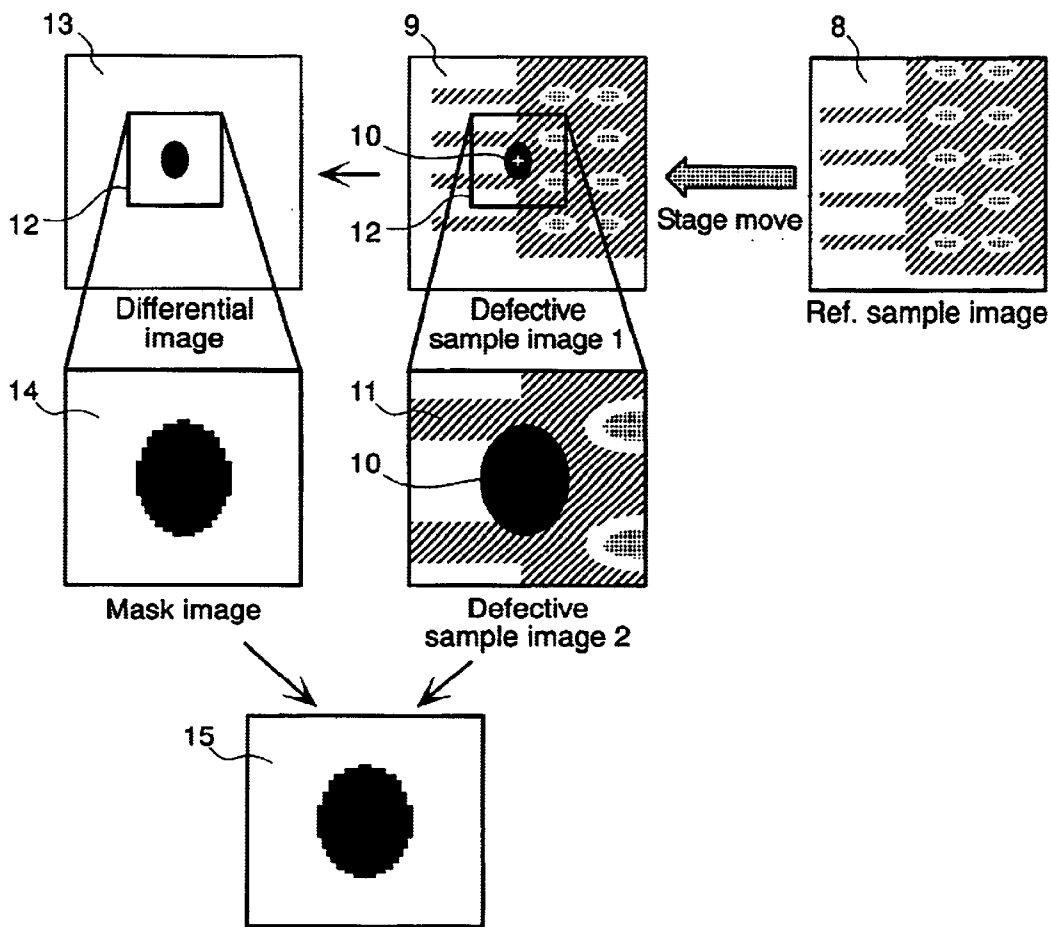 13
9
8
10
12
12
Stage move
Differential
image
Defective
sample image 1
Ref. sample image
14
11
10
Mask image
Defective
sample image 2
15